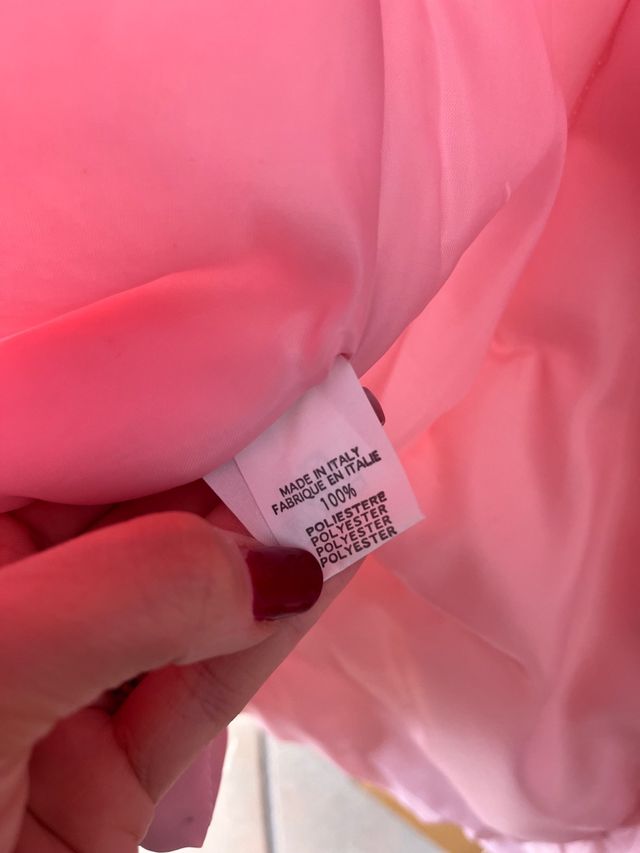 MADE IN ITALY
FABRIQUE EN ITALIE
100%
POLIESTERE
POLYESTER
POLYESTER
POLYESTER